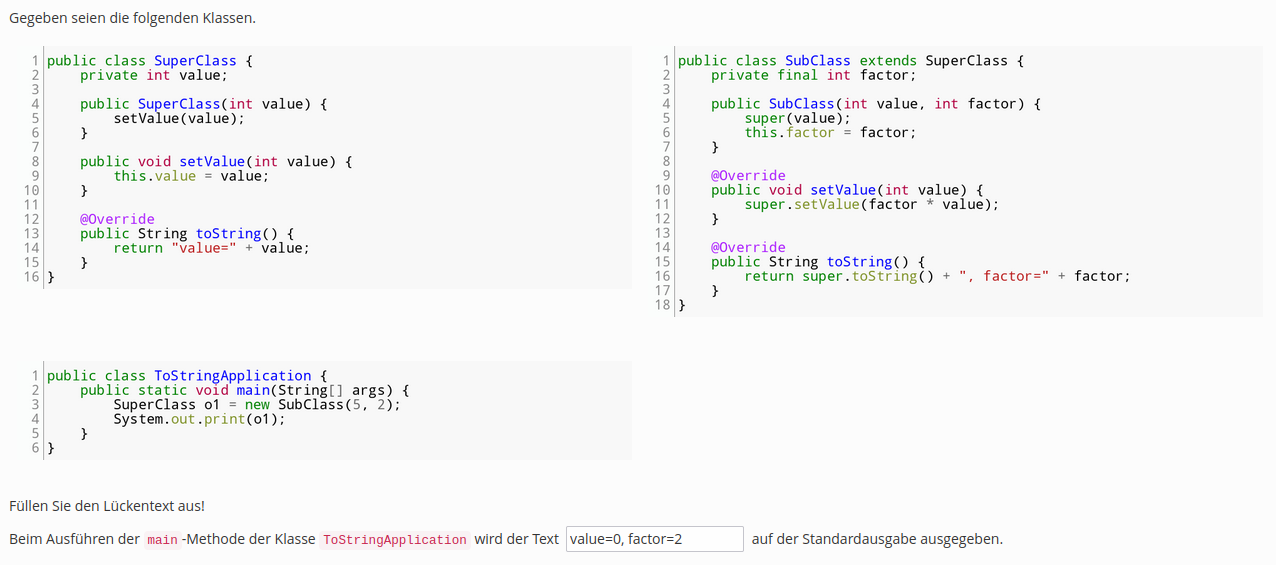 Gegeben seien die folgenden Klassen.
1 public class SuperClass {
2     private int value;
3
4     public SuperClass(int value) {
5         setValue(value);
6     }
7
8     public void setValue(int value) {
9         this.value = value;
10     }
11
12     @Override
13     public String toString() {
14         return "value=" + value;
15     }
16 }
1 public class SubClass extends SuperClass {
2     private final int factor;
3
4     public SubClass(int value, int factor) {
5         super(value);
6         this.factor = factor;
7     }
8
9     @Override
10     public void setValue(int value) {
11         super.setValue(factor * value);
12     }
13
14     @Override
15     public String toString() {
16         return super.toString() + ", factor=" + factor;
17     }
18 }
1 public class ToStringApplication {
2     public static void main(String[] args) {
3         SuperClass o1 = new SubClass(5, 2);
4         System.out.print(o1);
5     }
6 }
Füllen Sie den Lückentext aus!
Beim Ausführen der main -Methode der Klasse ToStringApplication wird der Text value=0, factor=2 auf der Standardausgabe ausgegeben.